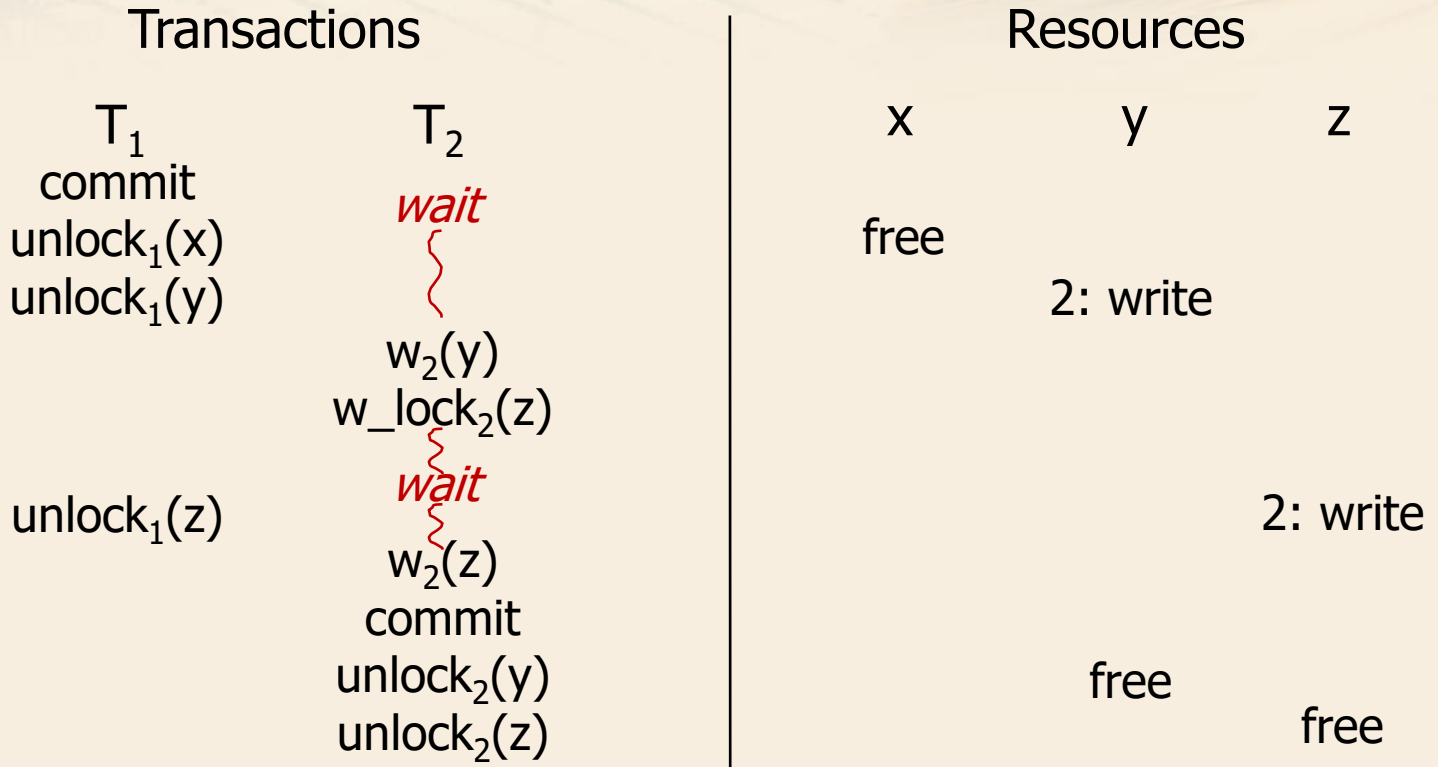 Transactions Resources
T₁ T₂ x y z
commit
wait
unlock₁(x) free
unlock₁(y) 2: write
w₂(y)
w_lock₂(z)
wait
unlock₁(z) 2: write
w₂(z)
commit
unlock₂(y) free
unlock₂(z) free